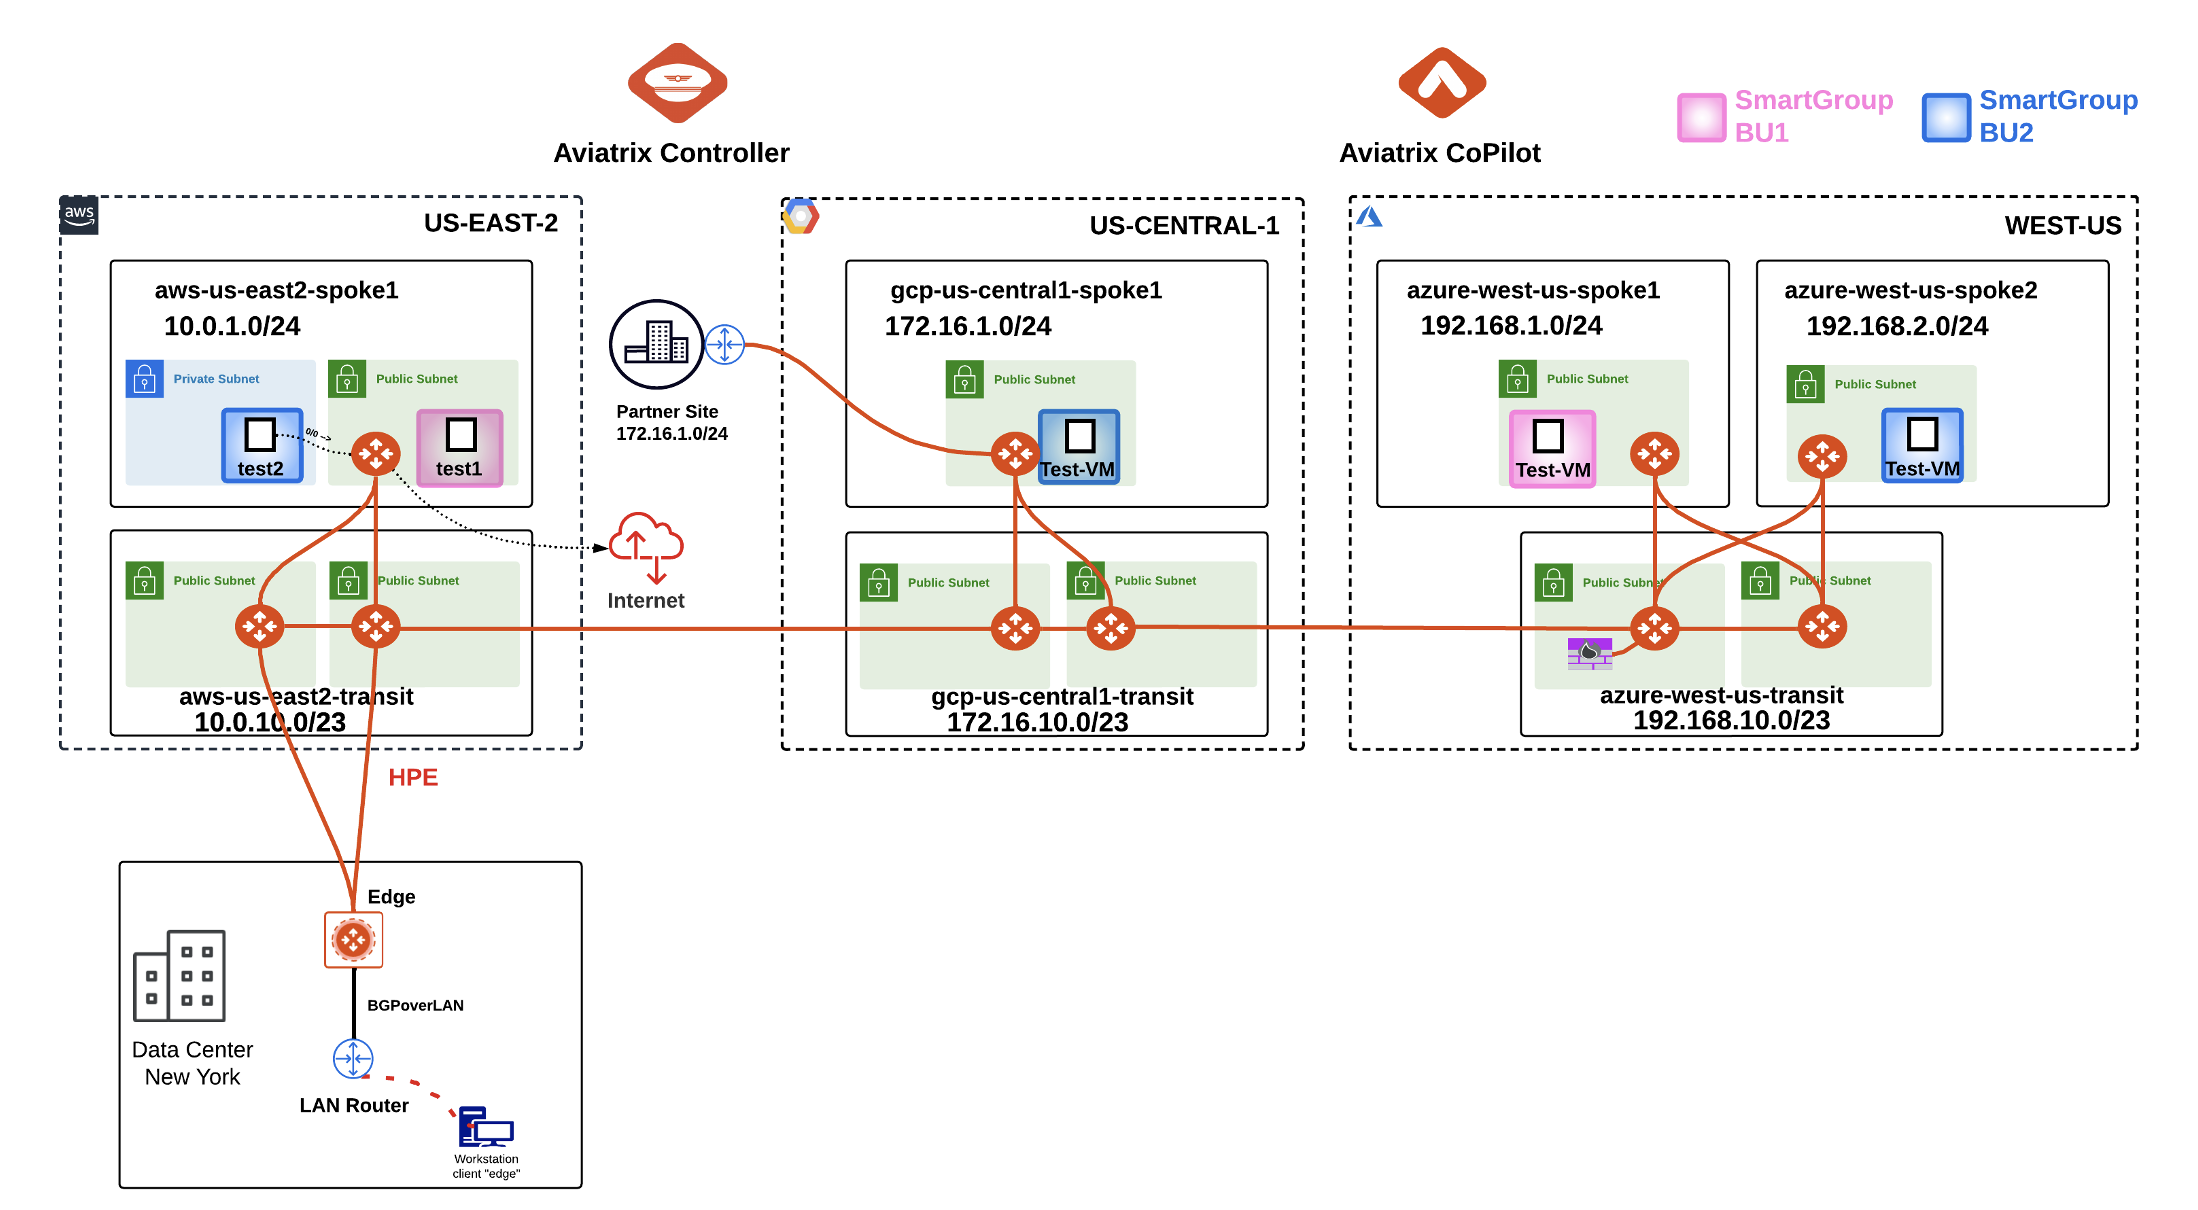 Aviatrix Controller
Aviatrix CoPilot
SmartGroup
BU1
SmartGroup
BU2
aws
US-EAST-2
aws-us-east2-spoke1
10.0.1.0/24
Private Subnet
Public Subnet
test2
0/0 -->
test1
aws-us-east2-transit
10.0.10.0/23
Public Subnet
Public Subnet
Partner Site
172.16.1.0/24
Internet
US-CENTRAL-1
gcp-us-central1-spoke1
172.16.1.0/24
Public Subnet
Test-VM
Public Subnet
Public Subnet
gcp-us-central1-transit
172.16.10.0/23
WEST-US
azure-west-us-spoke1
192.168.1.0/24
Public Subnet
Test-VM
azure-west-us-spoke2
192.168.2.0/24
Public Subnet
Test-VM
Public Subnet
Public Subnet
azure-west-us-transit
192.168.10.0/23
HPE
Edge
BGPoverLAN
Data Center
New York
LAN Router
Workstation
client "edge"